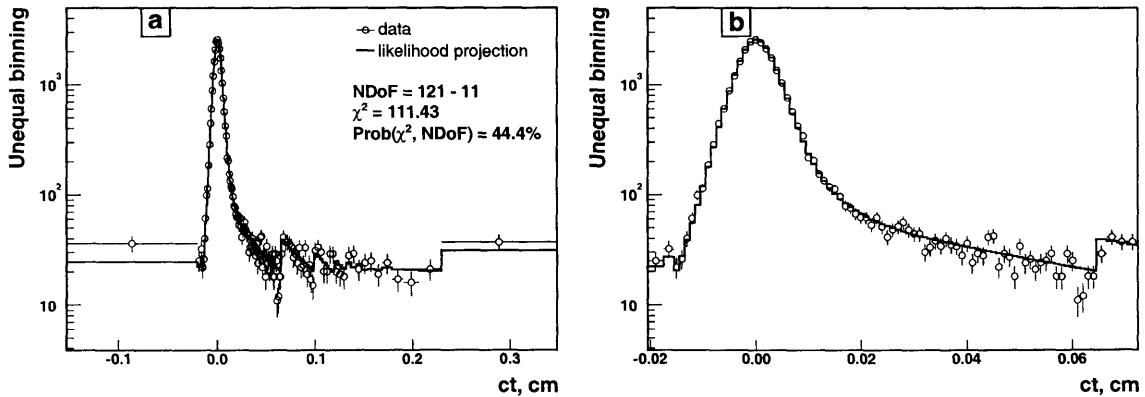 a
data
likelihood projection
NDoF = 121 - 11
χ² = 111.43
Prob(χ², NDoF) = 44.4%
Unequal binning
10³
10²
10
-0.1 0.0 0.1 0.2 0.3
ct, cm
b
Unequal binning
10³
10²
10
-0.02 0.00 0.02 0.04 0.06
ct, cm